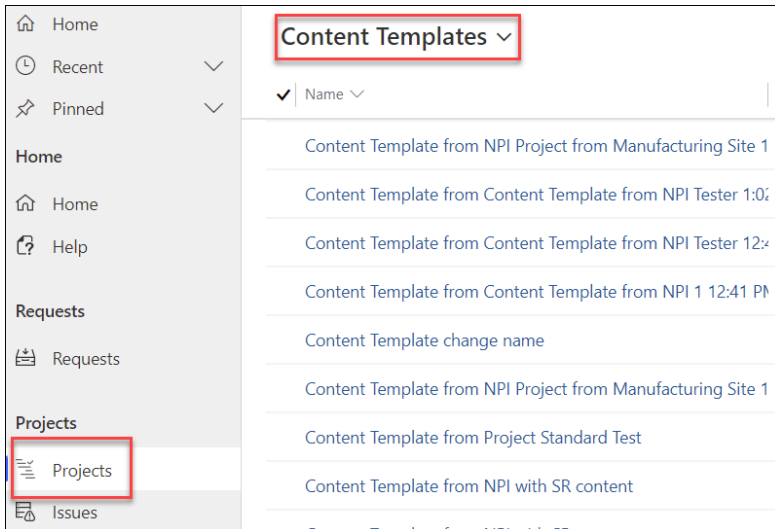 Home
Recent
Pinned
Home
Home
Help
Requests
Requests
Projects
Projects
Issues
Content Templates
Name
Content Template from NPI Project from Manufacturing Site 1
Content Template from Content Template from NPI Tester 1:02
Content Template from Content Template from NPI Tester 12:4
Content Template from Content Template from NPI 1 12:41 PM
Content Template change name
Content Template from NPI Project from Manufacturing Site 1
Content Template from Project Standard Test
Content Template from NPI with SR content